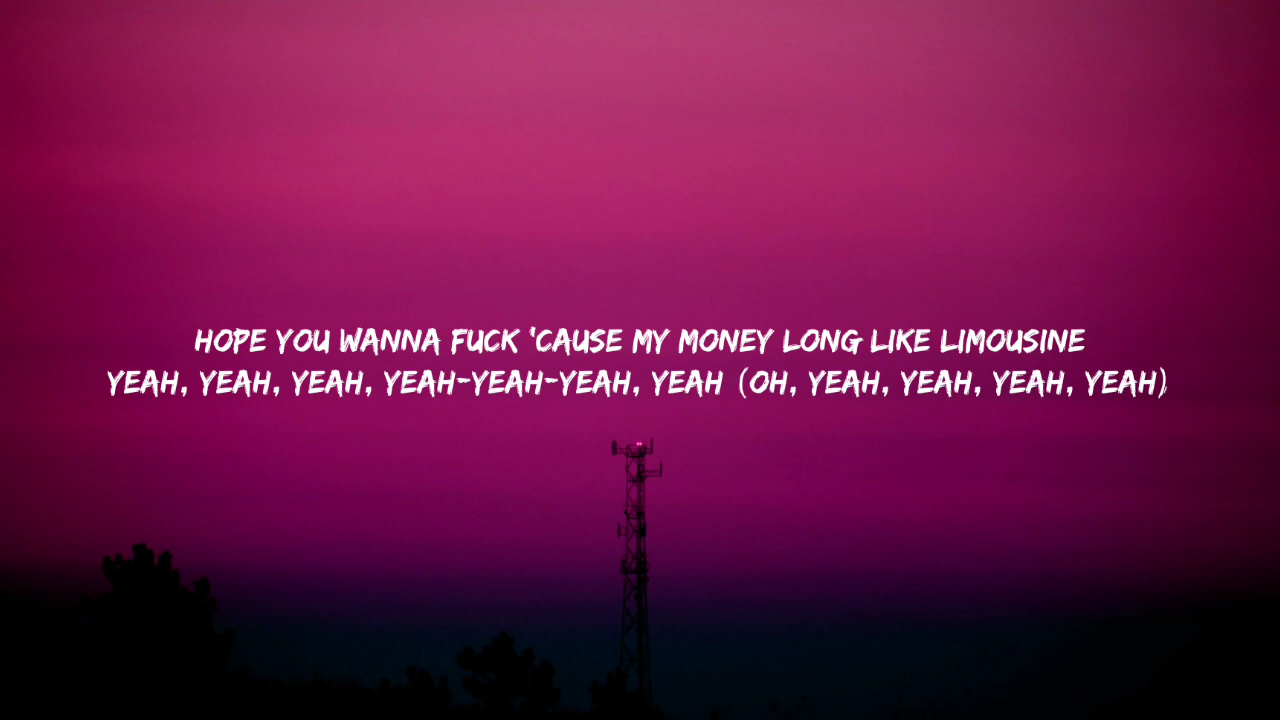 HOPE YOU WANNA FUCK 'CAUSE MY MONEY LONG LIKE LIMOUSINE
YEAH, YEAH, YEAH, YEAH-YEAH-YEAH, YEAH (OH, YEAH, YEAH, YEAH, YEAH)